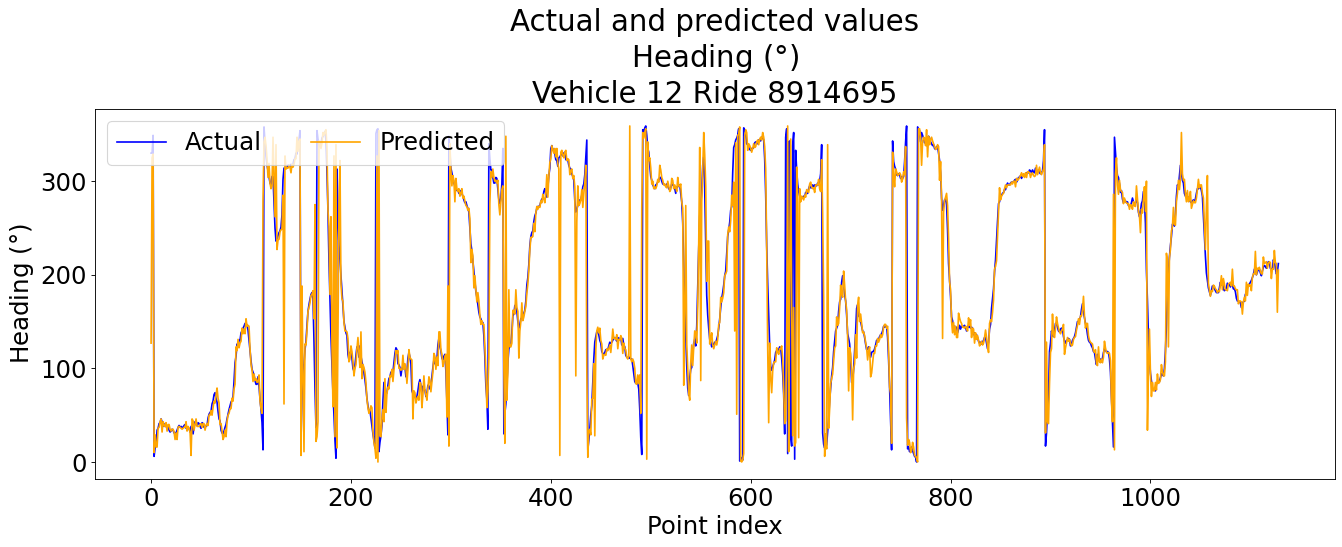 Actual and predicted values
Heading (°)
Vehicle 12 Ride 8914695
Actual
Predicted
Heading (°)
300
200
100
0
0
200
400
600
800
1000
Point index